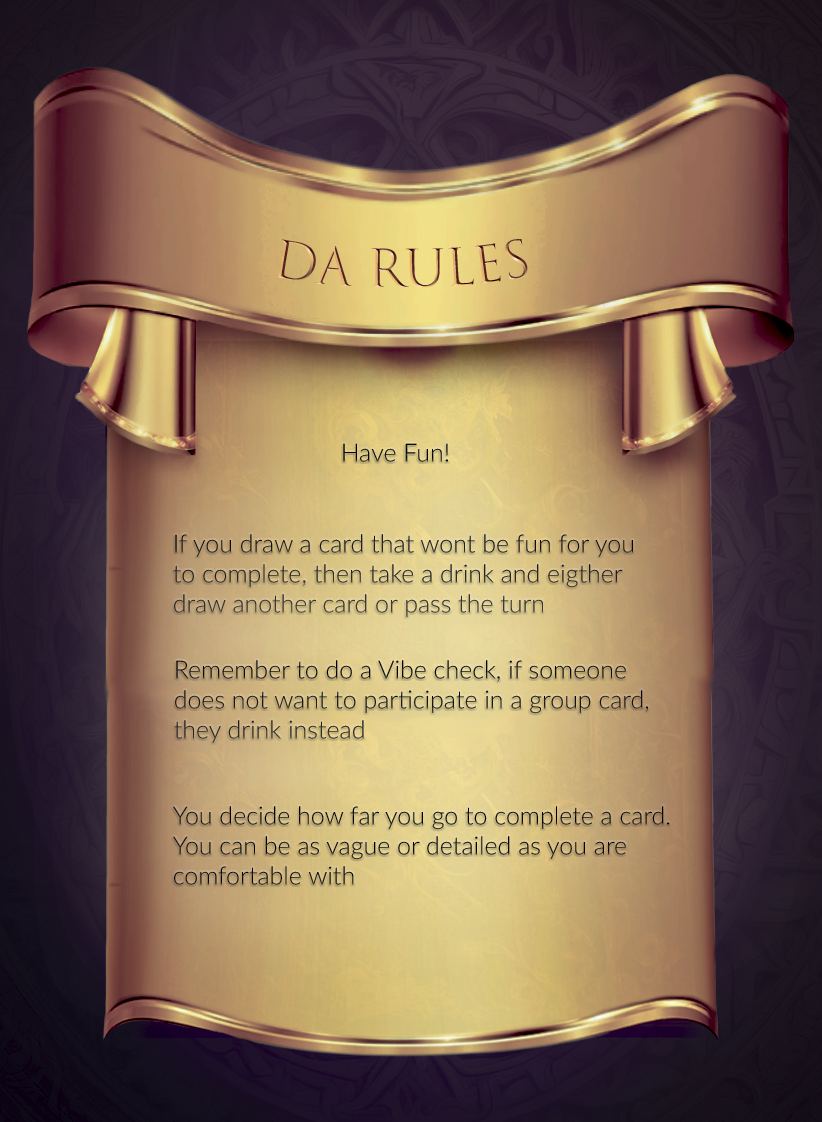 DA RULES
Have Fun!
If you draw a card that wont be fun for you
to complete, then take a drink and eigther
draw another card or pass the turn
Remember to do a Vibe check, if someone
does not want to participate in a group card,
they drink instead
You decide how far you go to complete a card.
You can be as vague or detailed as you are
comfortable with